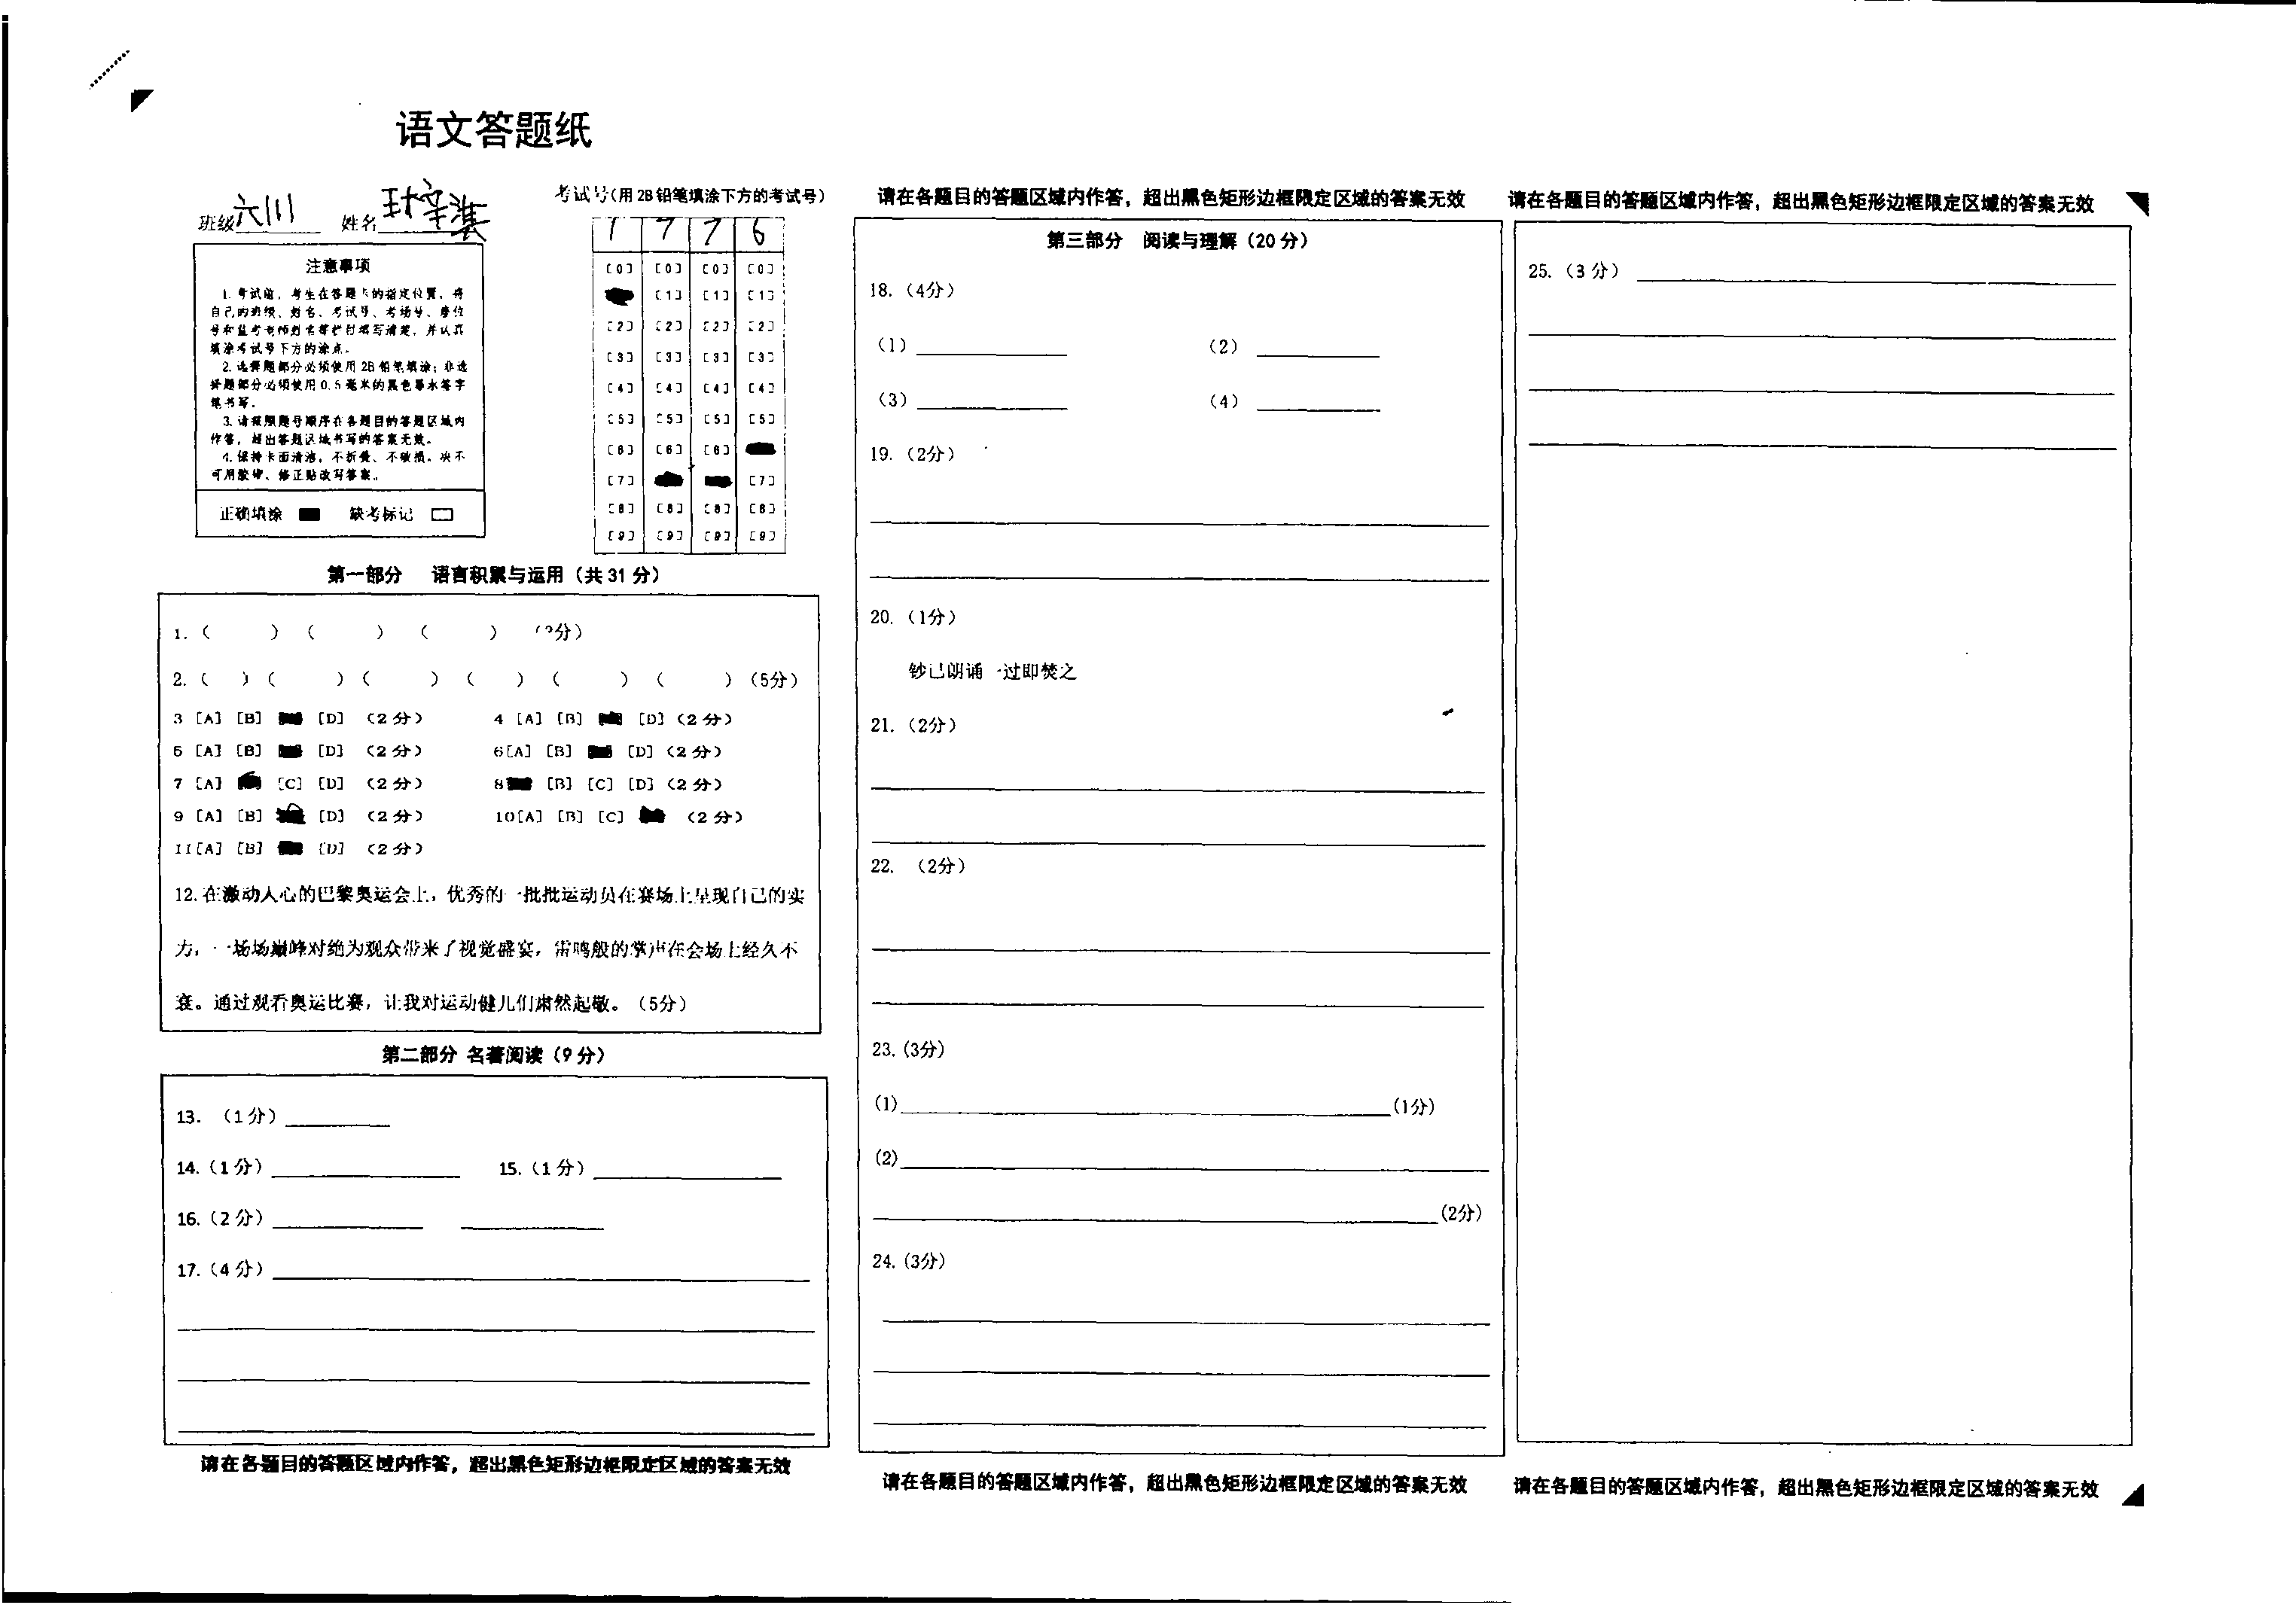 语文答题纸
班级 六 姓名
考试号(用 2B 铅笔填涂下方的考试号)
1 7 7 6
注意事项
1. 考试前，考生在答题卡的指定位置，将
自己的班级、姓名、考试号、考场号、座位
号和监考老师姓名等栏目填写清楚，并认真
填涂考试号下方的涂点。
2. 选择题部分必须使用 2B 铅笔填涂；非选
择题部分必须使用 0.5 毫米的黑色墨水签字
笔书写。
3. 请按照题号顺序在各题目的答题区域内
作答，超出答题区域书写的答案无效。
4. 保持卡面清洁，不折叠、不破损。决不
可用胶带、修正贴改写答案。
正确填涂 缺考标记
[0] [0] [0] [0]
[1] [1] [1]
[2] [2] [2] [2]
[3] [3] [3] [3]
[4] [4] [4] [4]
[5] [5] [5] [5]
[6] [6] [6]
[7] [7]
[8] [8] [8] [8]
[9] [9] [9] [9]
第一部分 语言积累与运用（共 31 分）
1.（ ）（ ）（ ）（ 分）
2.（ ）（ ）（ ）（ ）（ ）（ ）（5分）
3 [A] [B] [D] （2 分） 4 [A] [B] [D]（2 分）
5 [A] [B] [D] （2 分） 6[A] [B] [D]（2 分）
7 [A] [C] [D] （2 分） 8 [B] [C] [D]（2 分）
9 [A] [B] [D] （2 分） 10[A] [B] [C] （2 分）
11[A] [B] [D] （2 分）
12. 在激动人心的巴黎奥运会上，优秀的一批批运动员在赛场上呈现自己的实
力，一场场巅峰对绝为观众带来了视觉盛宴，雷鸣般的掌声在会场上经久不
衰。通过观看奥运比赛，让我对运动健儿们肃然起敬。（5分）
第二部分 名著阅读（9 分）
13. （1 分）
14.（1 分） 15.（1 分）
16.（2 分）
17.（4 分）
请在各题目的答题区域内作答，超出黑色矩形边框限定区域的答案无效
请在各题目的答题区域内作答，超出黑色矩形边框限定区域的答案无效
第三部分 阅读与理解（20 分）
18.（4分）
（1） （2）
（3） （4）
19.（2分）
20.（1分）
钞已朗诵一过即焚之
21.（2分）
22. （2分）
23.(3分)
(1) (1分)
(2)
(2分)
24.(3分)
请在各题目的答题区域内作答，超出黑色矩形边框限定区域的答案无效
请在各题目的答题区域内作答，超出黑色矩形边框限定区域的答案无效
25.（3 分）
请在各题目的答题区域内作答，超出黑色矩形边框限定区域的答案无效